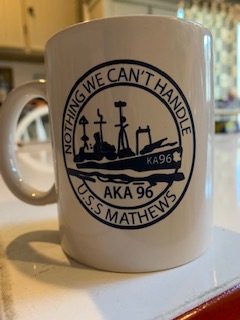 NOTHING WE CAN'T HANDLE
KA96
AKA 96
U.S.S MATHEWS